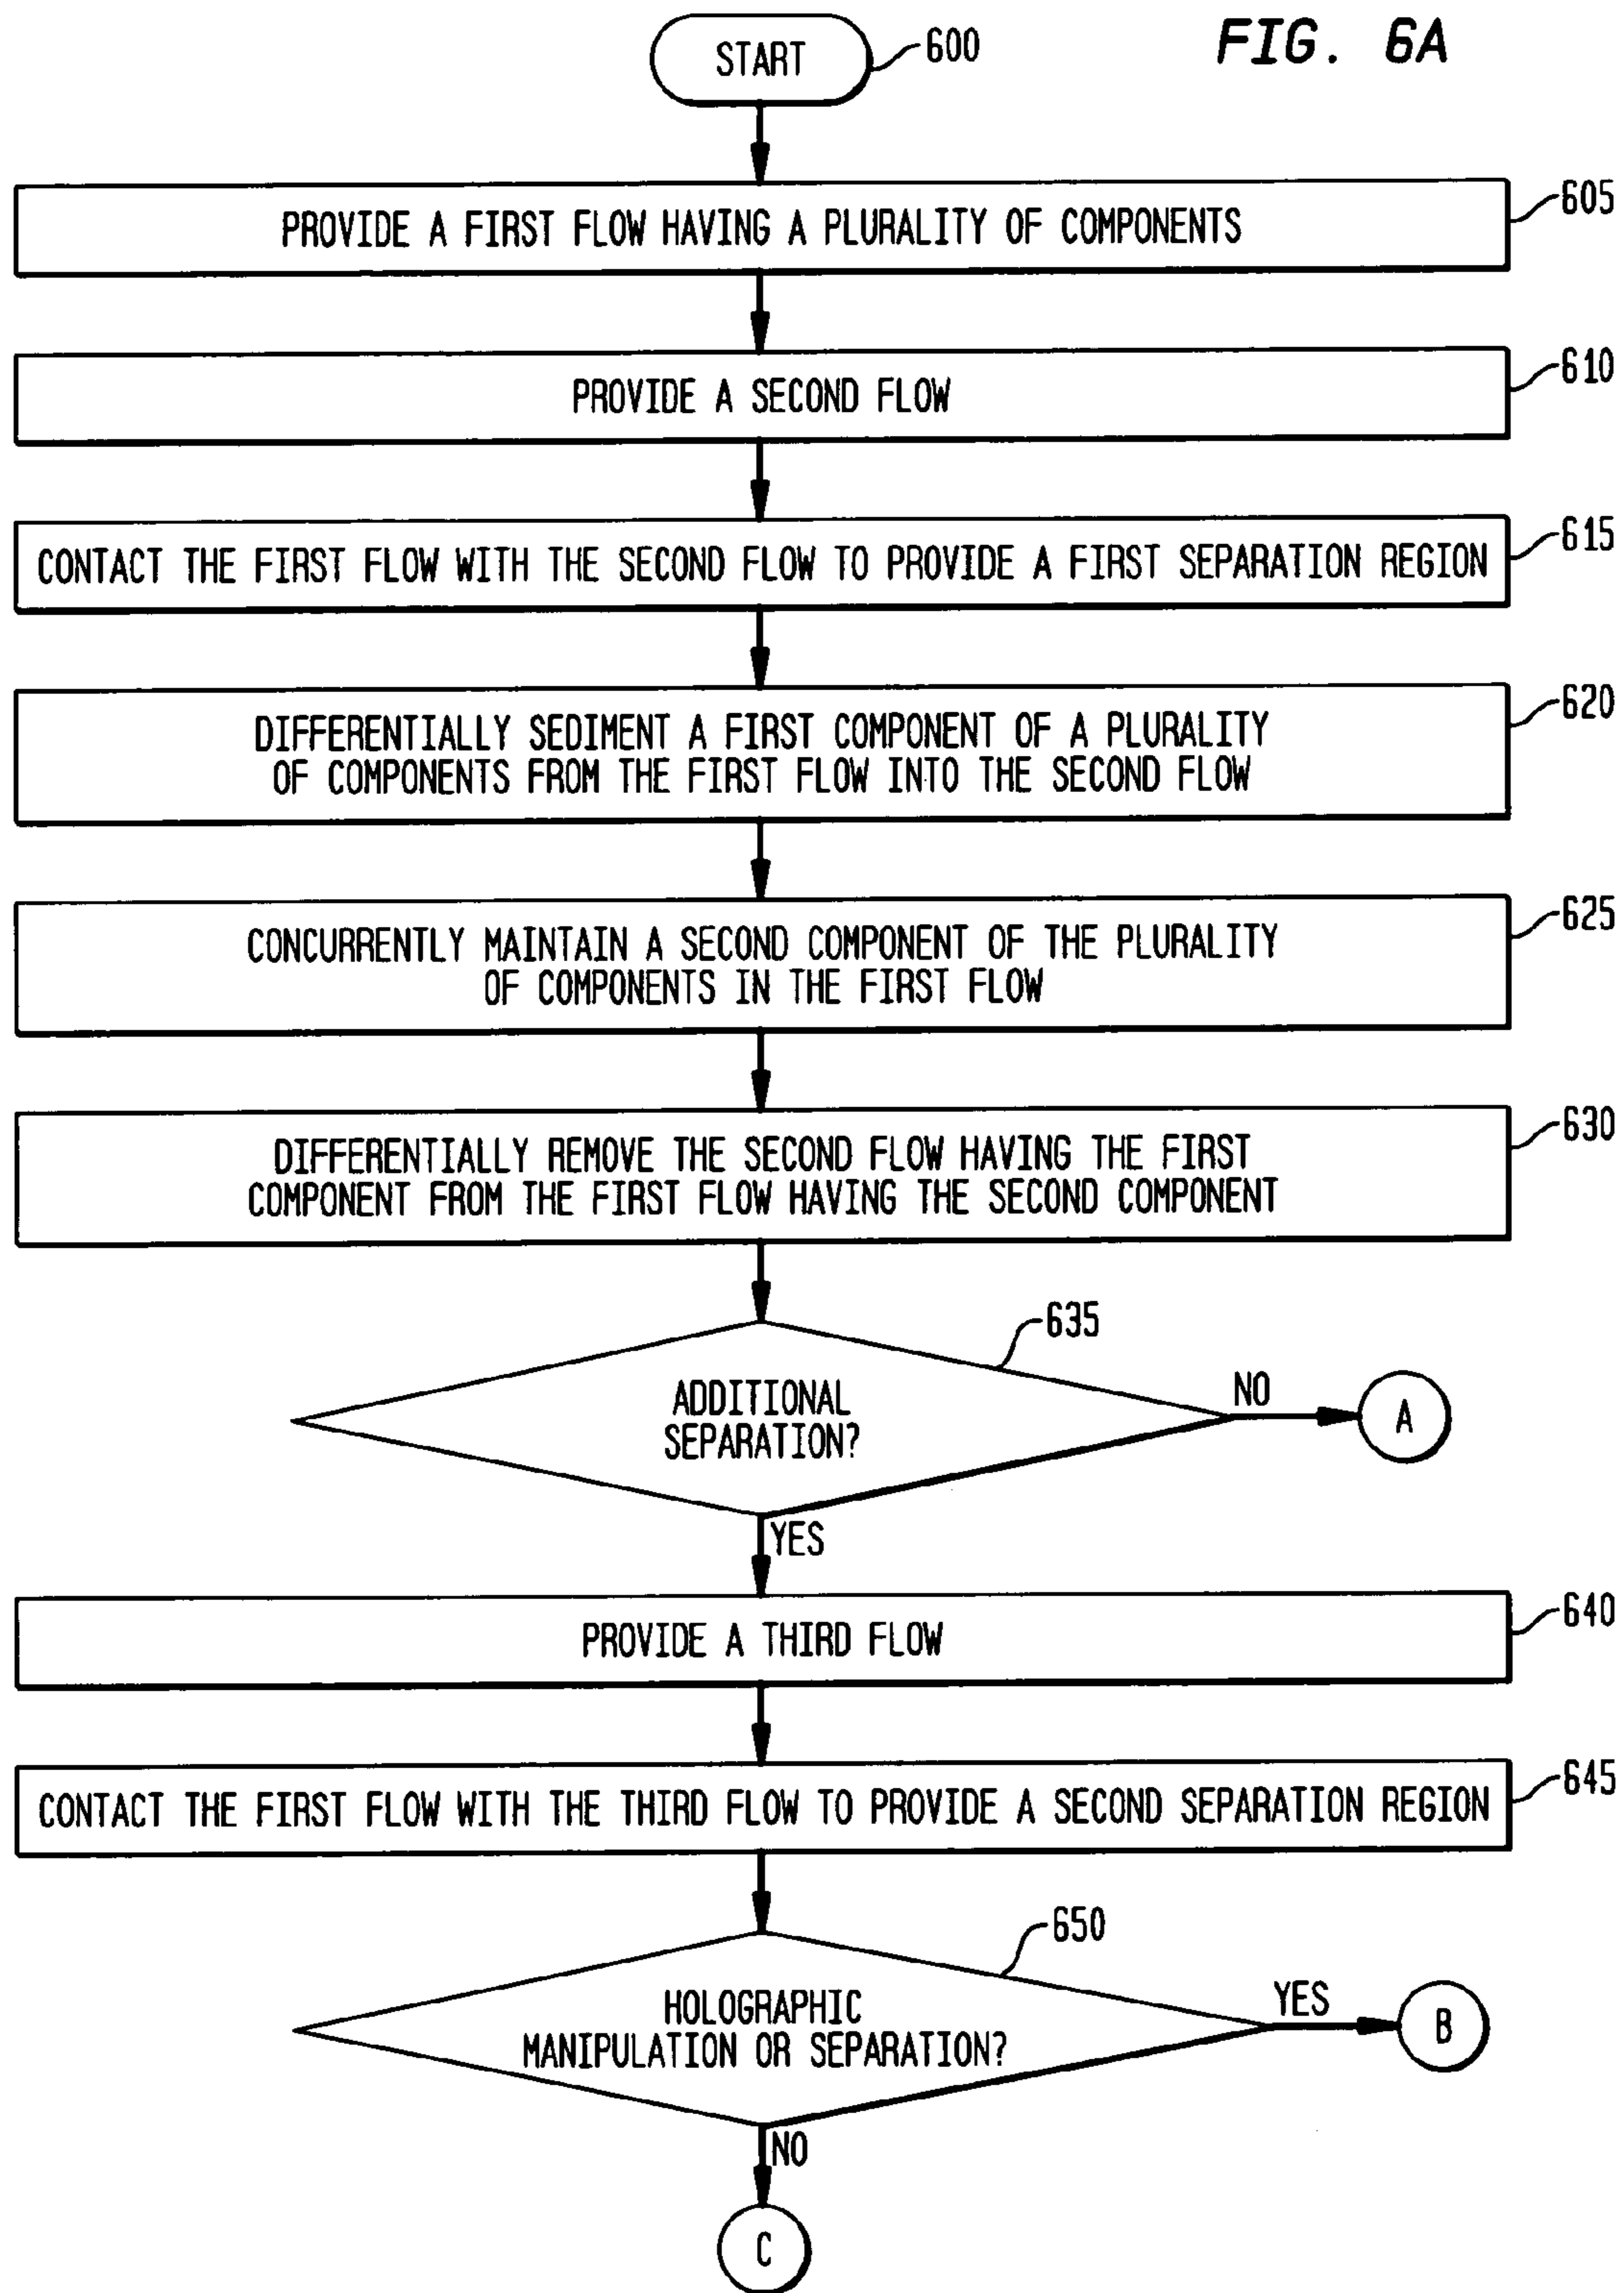 FIG. 6A
START
600
PROVIDE A FIRST FLOW HAVING A PLURALITY OF COMPONENTS
605
PROVIDE A SECOND FLOW
610
CONTACT THE FIRST FLOW WITH THE SECOND FLOW TO PROVIDE A FIRST SEPARATION REGION
615
DIFFERENTIALLY SEDIMENT A FIRST COMPONENT OF A PLURALITY
OF COMPONENTS FROM THE FIRST FLOW INTO THE SECOND FLOW
620
CONCURRENTLY MAINTAIN A SECOND COMPONENT OF THE PLURALITY
OF COMPONENTS IN THE FIRST FLOW
625
DIFFERENTIALLY REMOVE THE SECOND FLOW HAVING THE FIRST
COMPONENT FROM THE FIRST FLOW HAVING THE SECOND COMPONENT
630
635
ADDITIONAL
SEPARATION?
NO
A
YES
PROVIDE A THIRD FLOW
640
CONTACT THE FIRST FLOW WITH THE THIRD FLOW TO PROVIDE A SECOND SEPARATION REGION
645
650
HOLOGRAPHIC
MANIPULATION OR SEPARATION?
YES
B
NO
C